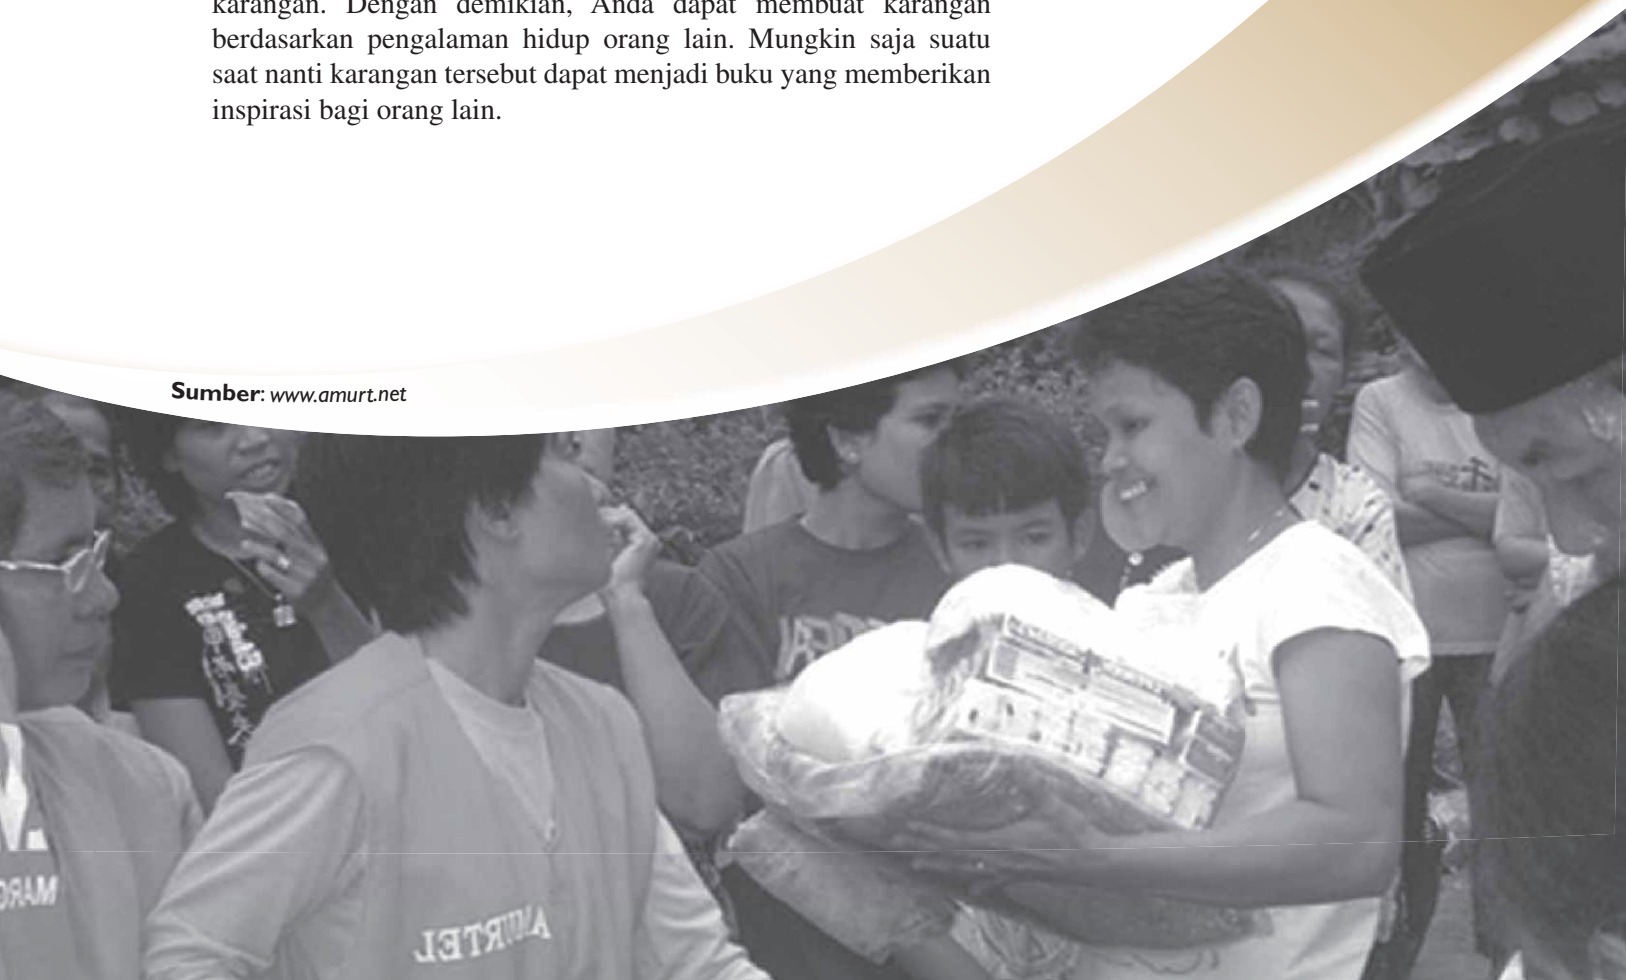 karangan. Dengan demikian, Anda dapat membuat karangan
berdasarkan pengalaman hidup orang lain. Mungkin saja suatu
saat nanti karangan tersebut dapat menjadi buku yang memberikan
inspirasi bagi orang lain.
Sumber: www.amurt.net
AMURTEL